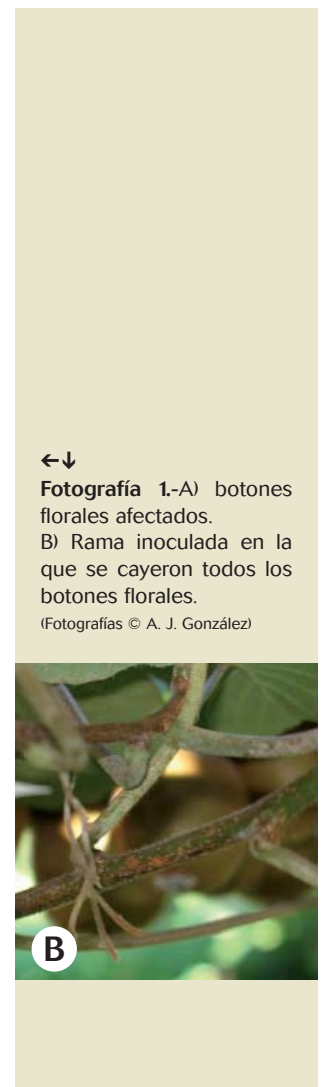 ←↓
Fotografía 1.-A) botones
florales afectados.
B) Rama inoculada en la
que se cayeron todos los
botones florales.
(Fotografías © A. J. González)
B